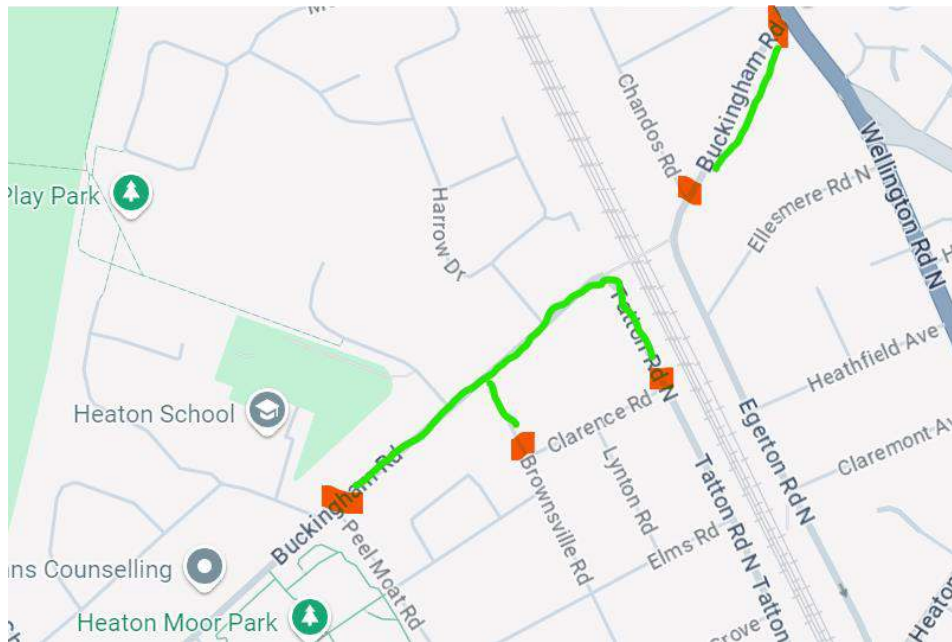 Chandos Rd
Buckingham Rd
Wellington Rd N
Play Park
Harrow Dr
Ellesmere Rd N
Tatton Rd N
Heathfield Ave
Heaton School
Clarence Rd
Egerton Rd N
Claremont Av
Buckingham Rd
Brownsville Rd
Lynton Rd
Tatton Rd N
Elms Rd
Peel Moat Rd
ans Counselling
Heaton Moor Park
Tatton
Grove
Heaton